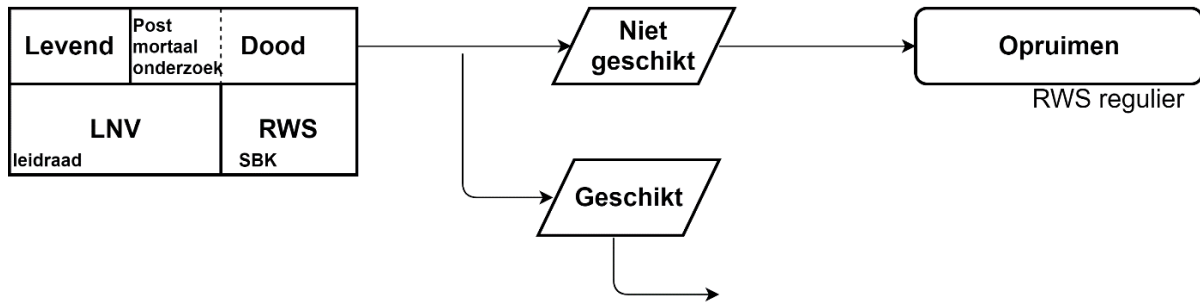 Levend
Post
mortaal
onderzoek
Dood
LNV
leidraad
RWS
SBK
Niet
geschikt
Opruimen
RWS regulier
Geschikt